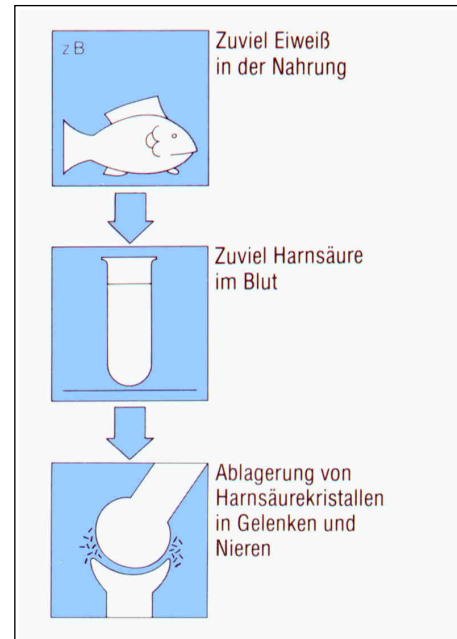 z B
Zuviel Eiweiß
in der Nahrung
Zuviel Harnsäure
im Blut
Ablagerung von
Harnsäurekristallen
in Gelenken und
Nieren